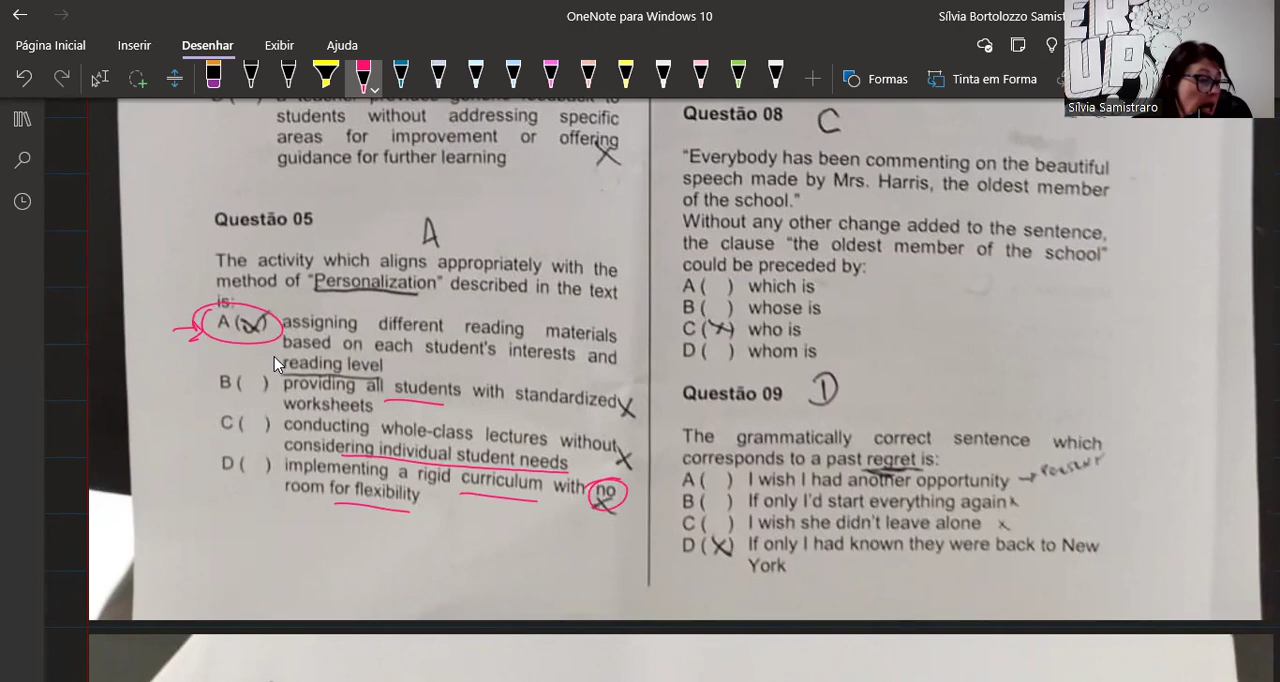 OneNote para Windows 10
Sílvia Bortolozzo Samist
Página Inicial
Inserir
Desenhar
Exibir
Ajuda
Formas
Tinta em Forma
ER
UP
Sílvia Samistraro
a teacher provides generic feedback to
students without addressing specific
areas for improvement or offering
guidance for further learning
Questão 05
A
The activity which aligns appropriately with the
method of "Personalization" described in the text
is:
A ( ) assigning different reading materials
based on each student's interests and
reading level
B ( ) providing all students with standardized
worksheets
C ( ) conducting whole-class lectures without
considering individual student needs
D ( ) implementing a rigid curriculum with no
room for flexibility
Questão 08 C
"Everybody has been commenting on the beautiful
speech made by Mrs. Harris, the oldest member
of the school."
Without any other change added to the sentence,
the clause "the oldest member of the school"
could be preceded by:
A ( ) which is
B ( ) whose is
C (X) who is
D ( ) whom is
Questão 09 D
The grammatically correct sentence which
corresponds to a past regret is:
A ( ) I wish I had another opportunity → present
B ( ) If only I'd start everything again x
C ( ) I wish she didn't leave alone x
D (X) If only I had known they were back to New
York